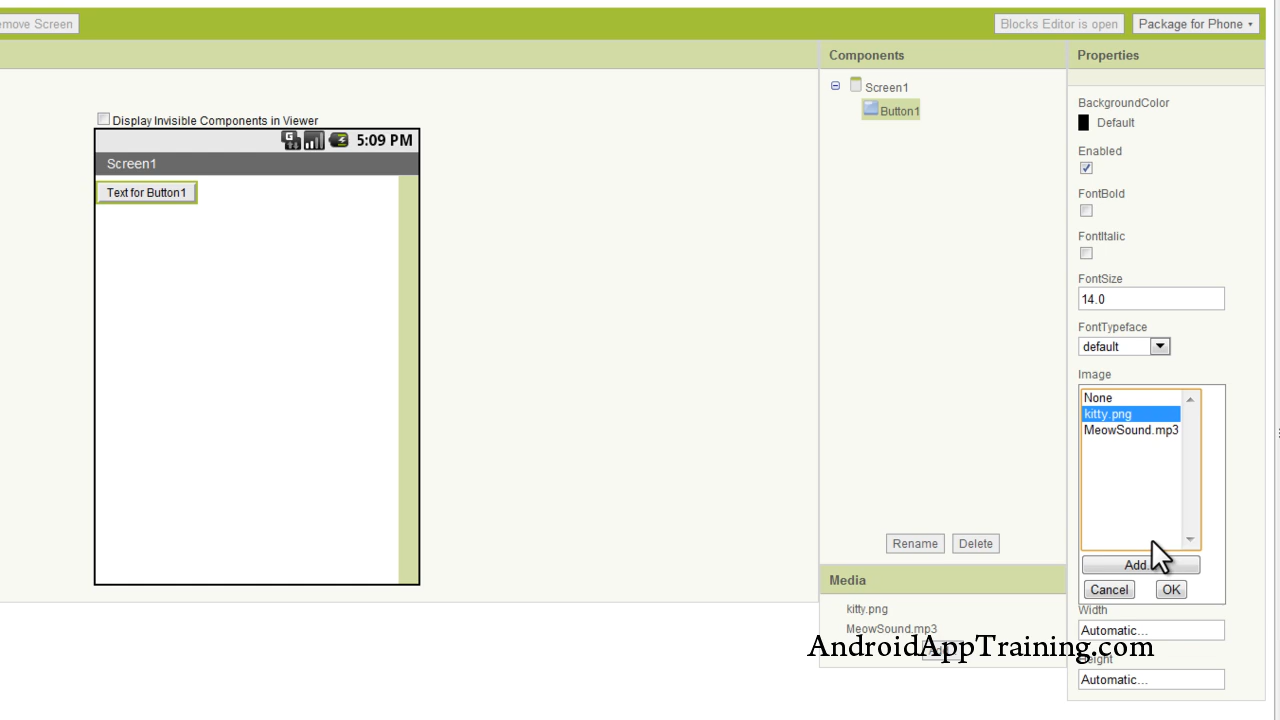 emove Screen
Blocks Editor is open
Package for Phone
Components
Properties
Screen1
Button1
Display Invisible Components in Viewer
5:09 PM
Screen1
Text for Button1
BackgroundColor
Default
Enabled
FontBold
FontItalic
FontSize
14.0
FontTypeface
default
Image
None
kitty.png
MeowSound.mp3
Add...
Cancel OK
Rename Delete
Media
kitty.png
MeowSound.mp3
Width
Automatic...
Height
Automatic...
AndroidAppTraining.com